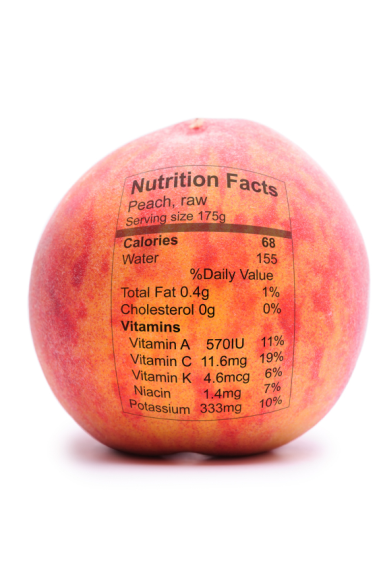 Nutrition Facts
Peach, raw
Serving size 175g
Calories 68
Water 155
%Daily Value
Total Fat 0.4g 1%
Cholesterol 0g 0%
Vitamins
Vitamin A 570IU 11%
Vitamin C 11.6mg 19%
Vitamin K 4.6mcg 6%
Niacin 1.4mg 7%
Potassium 333mg 10%